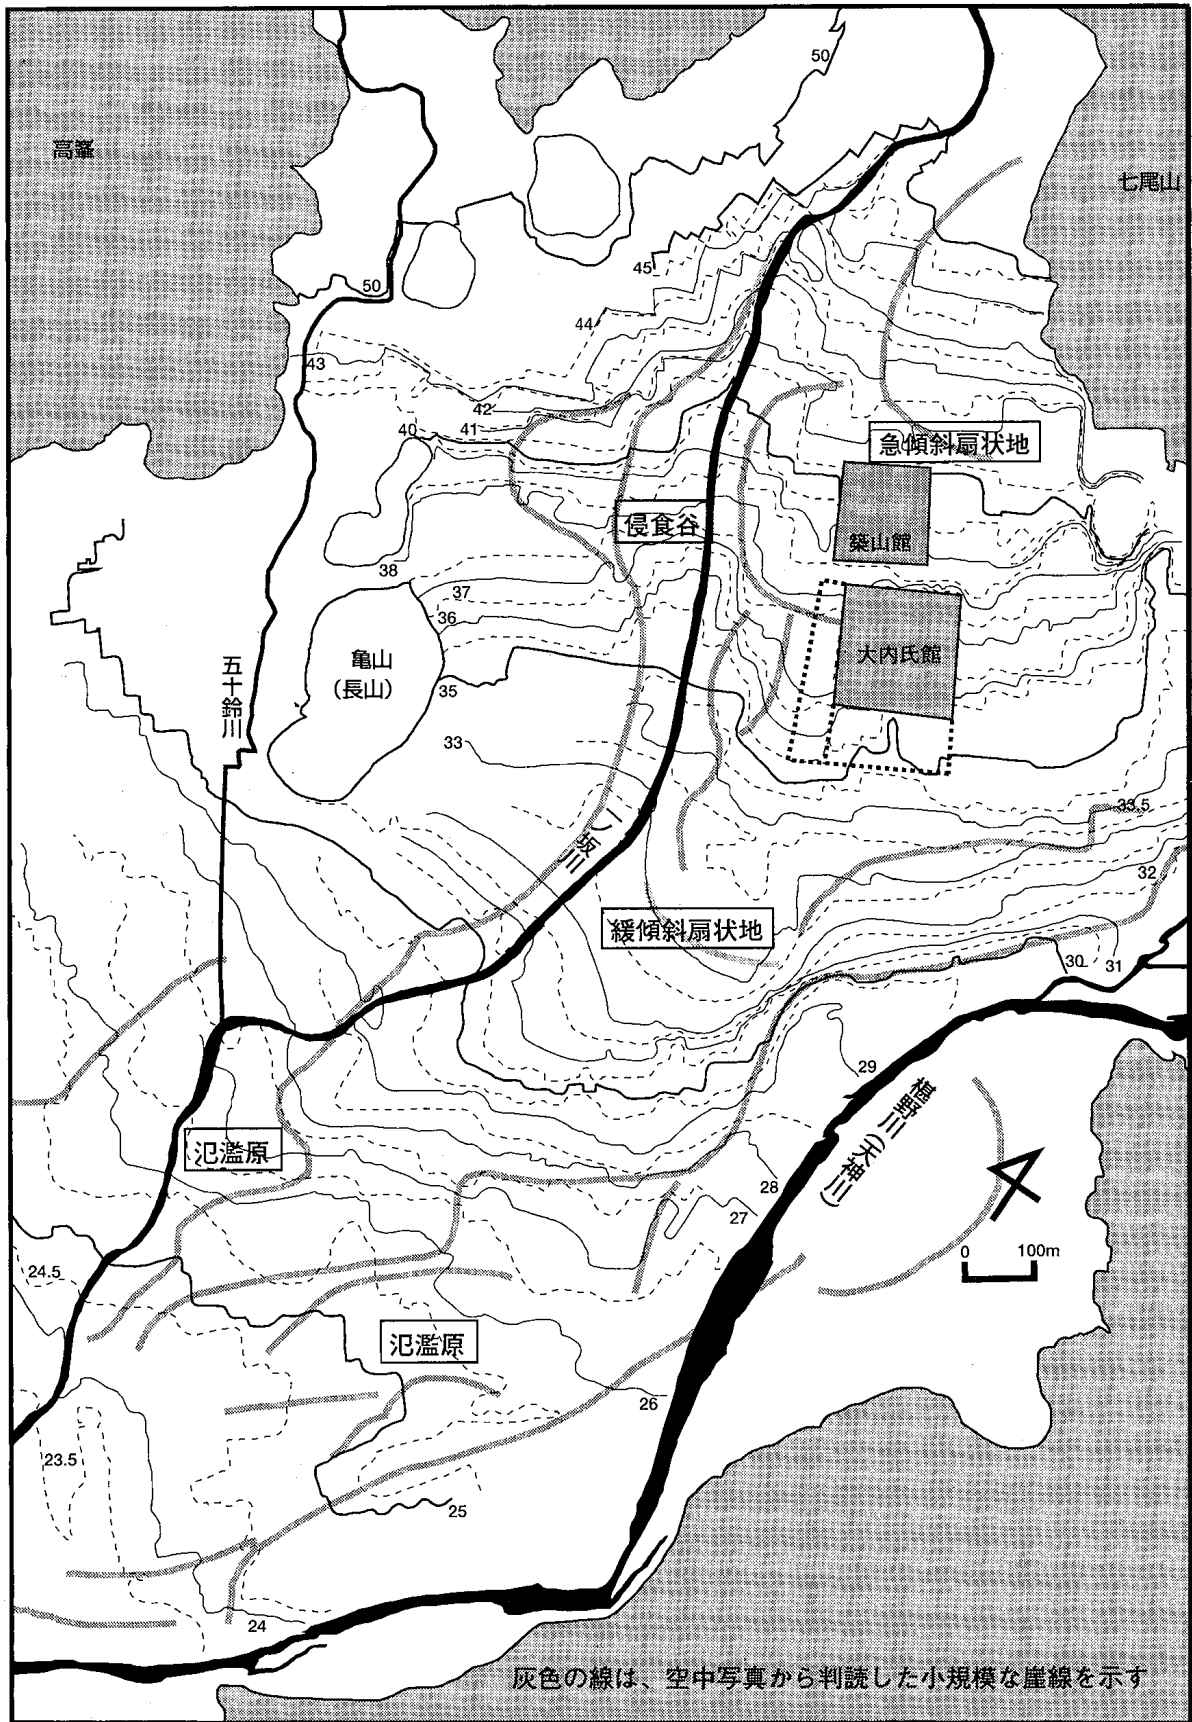 50
高嶺
七尾山
45
50
44
43
42
41
40
急傾斜扇状地
侵食谷
築山館
38
37
36
大内氏館
亀山
(長山)
35
五十鈴川
33
33.5
一ノ坂川
32
緩傾斜扇状地
30
31
29
椹野川(天神川)
氾濫原
28
27
24.5
0
100m
氾濫原
26
23.5
25
24
灰色の線は、空中写真から判読した小規模な崖線を示す